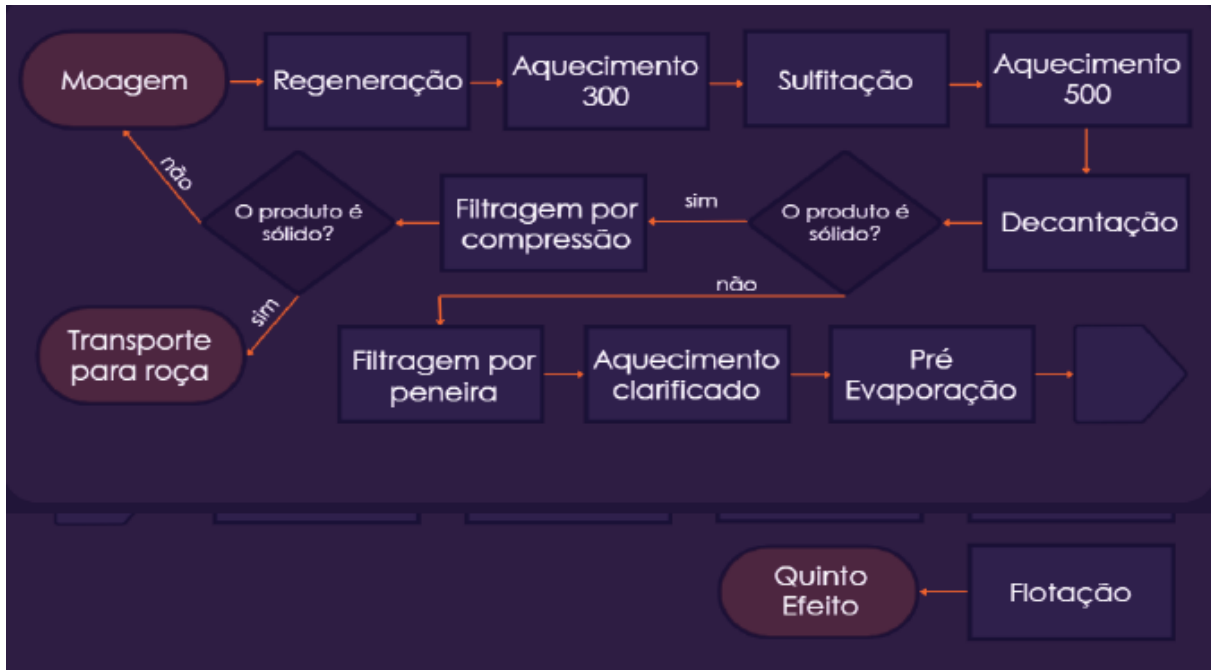 Moagem
Regeneração
Aquecimento
300
Sulfitação
Aquecimento
500
não
O produto é
sólido?
Filtragem por
compressão
sim
O produto é
sólido?
Decantação
sim
não
Transporte
para roça
Filtragem por
peneira
Aquecimento
clarificado
Pré
Evaporação
Quinto
Efeito
Flotação